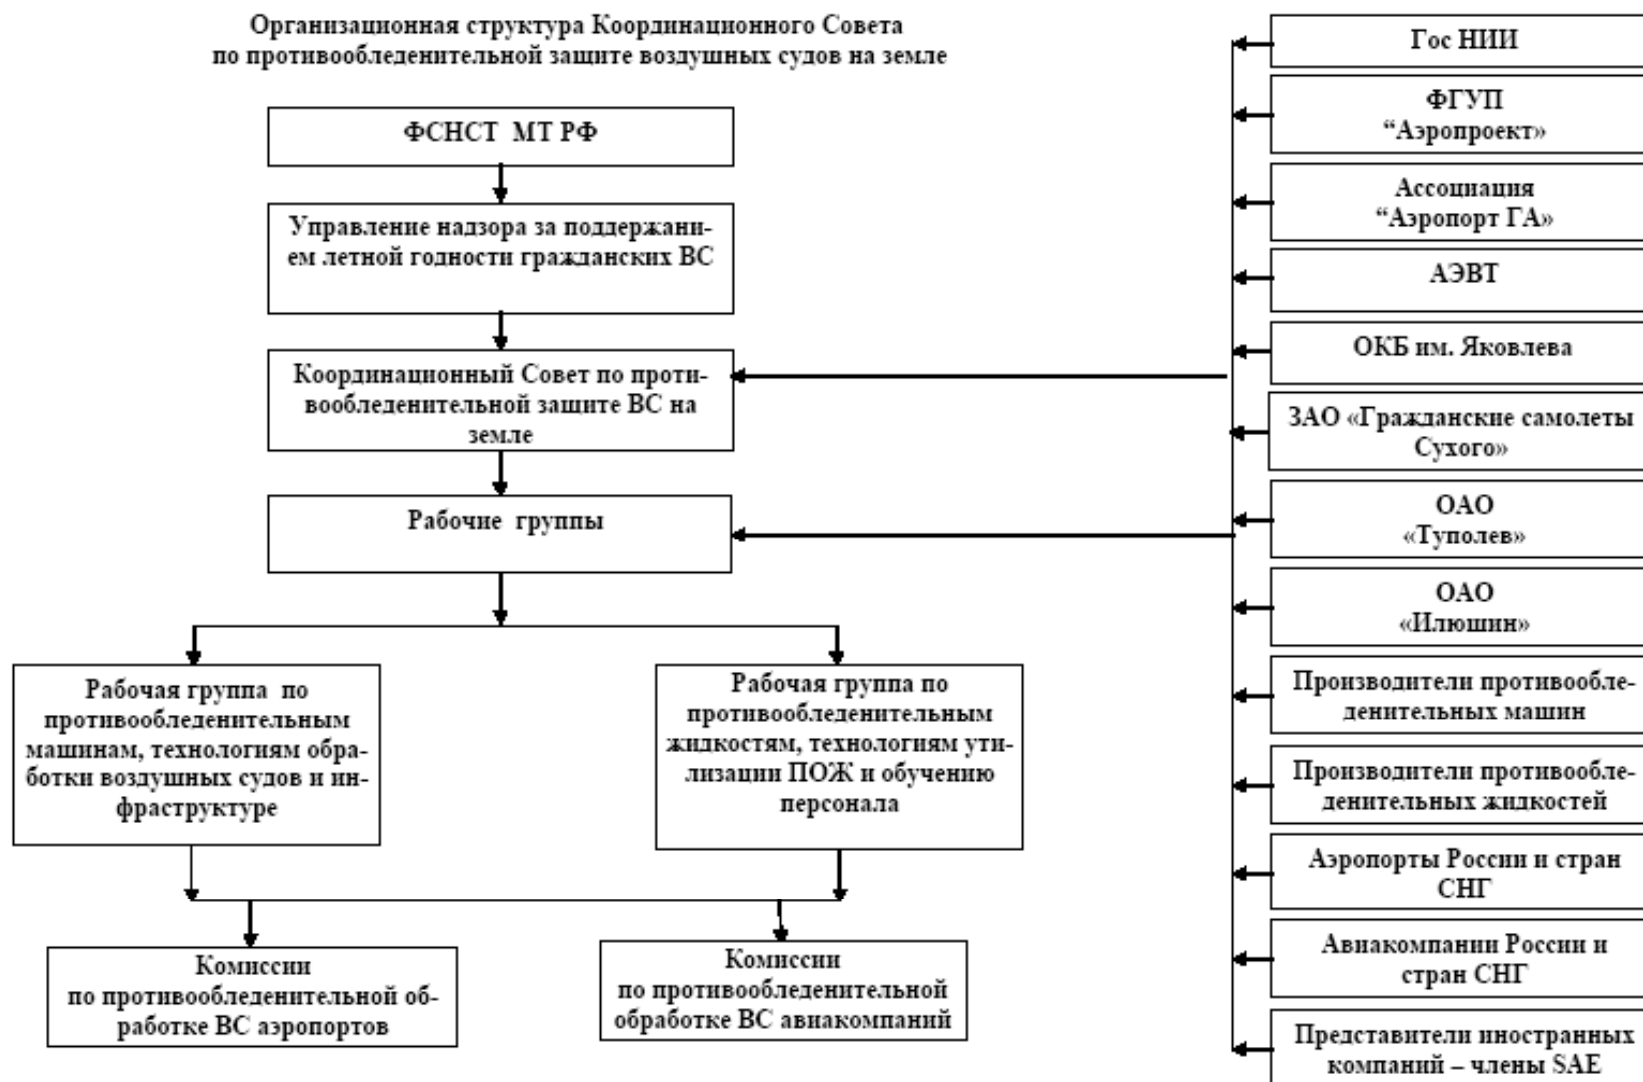 Организационная структура Координационного Совета
по противообледенительной защите воздушных судов на земле
ФСНСТ МТ РФ
Управление надзора за поддержани-
ем летной годности гражданских ВС
Координационный Совет по проти-
вообледенительной защите ВС на
земле
Рабочие группы
Рабочая группа по
противообледенительным
машинам, технологиям обра-
ботки воздушных судов и ин-
фраструктуре
Рабочая группа по
противообледенительным
жидкостям, технологиям ути-
лизации ПОЖ и обучению
персонала
Комиссии
по противообледенительной об-
работке ВС аэропортов
Комиссии
по противообледенительной
обработке ВС авиакомпаний
Гос НИИ
ФГУП
“Аэропроект»
Ассоциация
“Аэропорт ГА»
АЭВТ
ОКБ им. Яковлева
ЗАО «Гражданские самолеты
Сухого»
ОАО
«Туполев»
ОАО
«Илюшин»
Производители противообле-
денительных машин
Производители противообле-
денительных жидкостей
Аэропорты России и стран
СНГ
Авиакомпании России и
стран СНГ
Представители иностранных
компаний – члены SAE